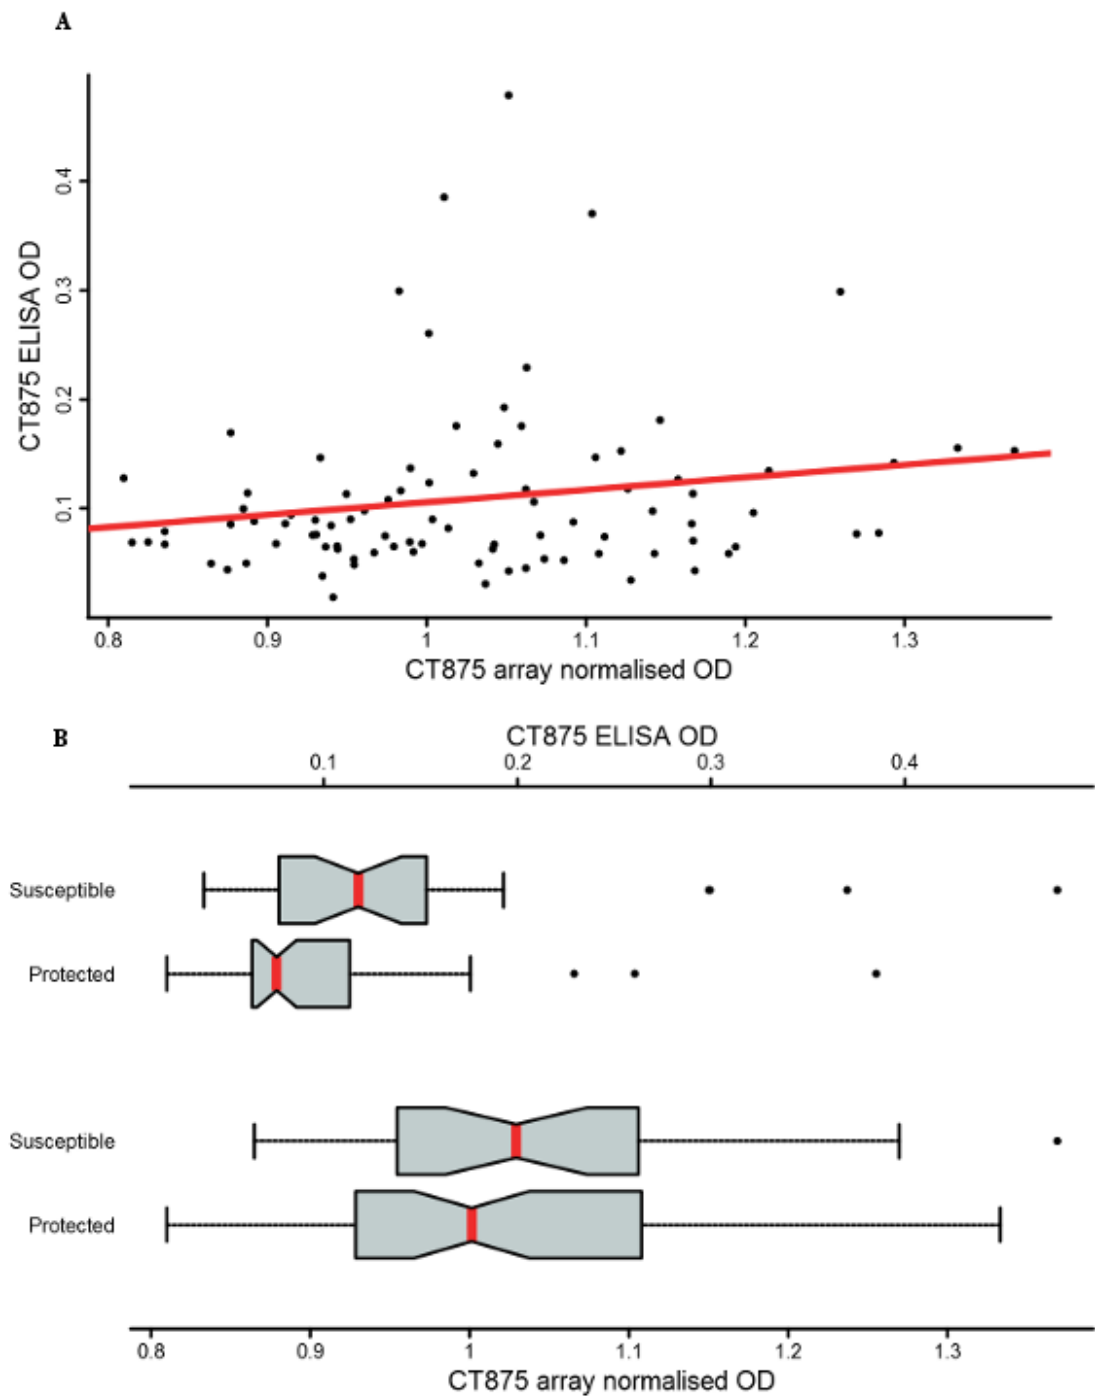 A
0.4
0.3
0.2
0.1
CT875 ELISA OD
0.8 0.9 1 1.1 1.2 1.3
CT875 array normalised OD
B
CT875 ELISA OD
0.1 0.2 0.3 0.4
Susceptible
Protected
Susceptible
Protected
0.8 0.9 1 1.1 1.2 1.3
CT875 array normalised OD